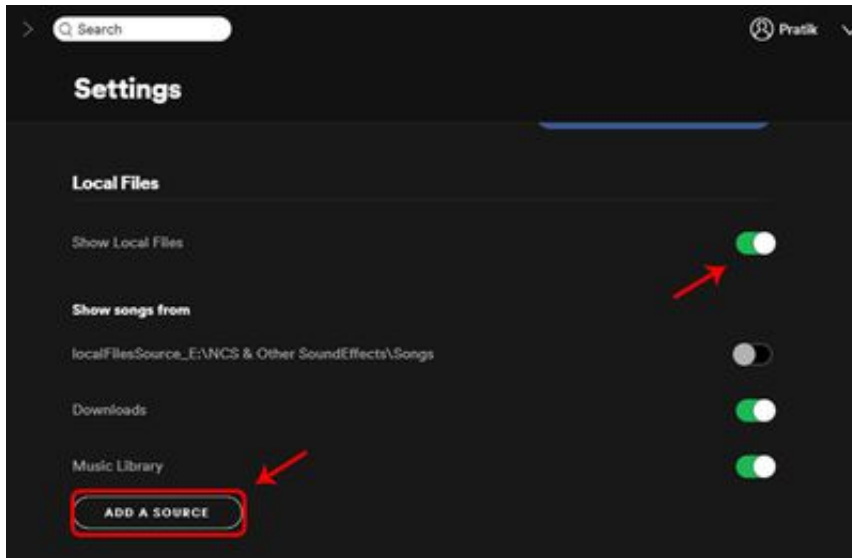 Search
Pratik
Settings
Local Files
Show Local Files
Show songs from
localFilesSource_E:\NCS & Other SoundEffects\Songs
Downloads
Music Library
ADD A SOURCE